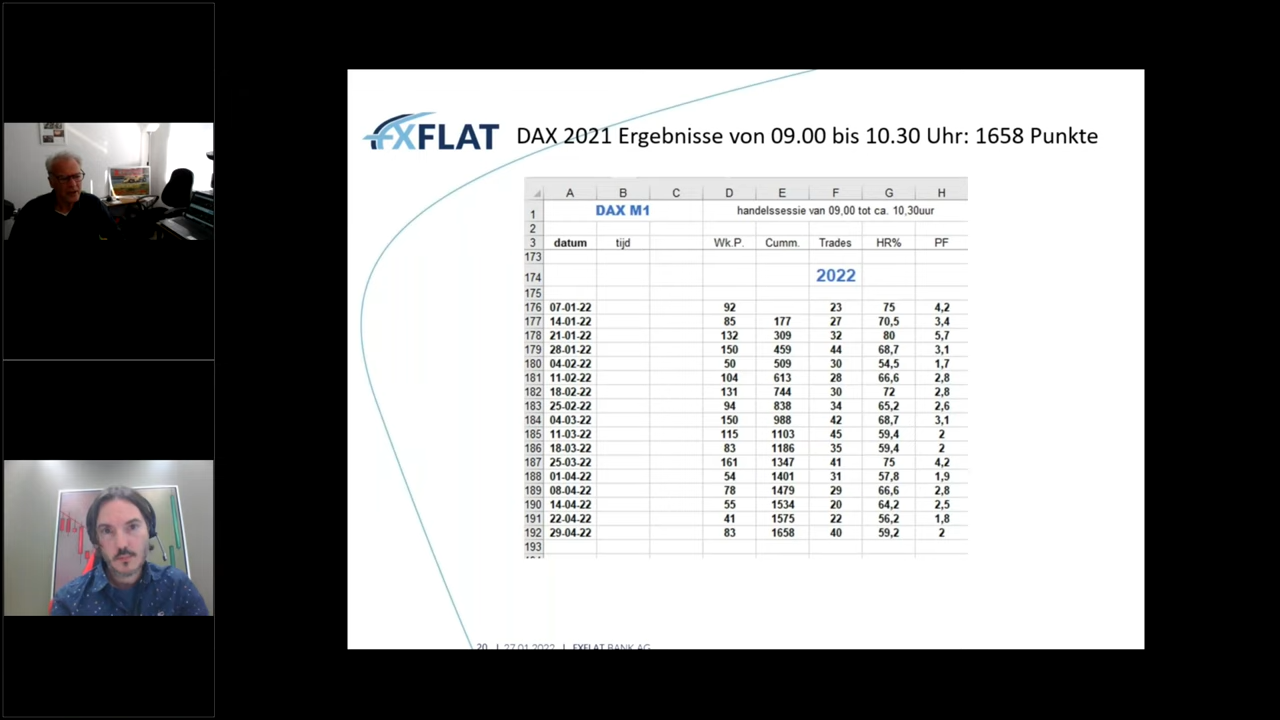 FXFLAT
DAX 2021 Ergebnisse von 09.00 bis 10.30 Uhr: 1658 Punkte
A B C D E F G H
1 DAX M1 handelssessie van 09,00 tot ca. 10,30uur
2
3 datum tijd Wk.P. Cumm. Trades HR% PF
173
174 2022
175
176 07-01-22 92 23 75 4,2
177 14-01-22 85 177 27 70,5 3,4
178 21-01-22 132 309 32 80 5,7
179 28-01-22 150 459 44 68,7 3,1
180 04-02-22 50 509 30 54,5 1,7
181 11-02-22 104 613 28 66,6 2,8
182 18-02-22 131 744 30 72 2,8
183 25-02-22 94 838 34 65,2 2,6
184 04-03-22 150 988 42 68,7 3,1
185 11-03-22 115 1103 45 59,4 2
186 18-03-22 83 1186 35 59,4 2
187 25-03-22 161 1347 41 75 4,2
188 01-04-22 54 1401 31 57,8 1,9
189 08-04-22 78 1479 29 66,6 2,8
190 14-04-22 55 1534 20 64,2 2,5
191 22-04-22 41 1575 22 56,2 1,8
192 29-04-22 83 1658 40 59,2 2
193
20 | 27.01.2022 | FXFLAT BANK AG